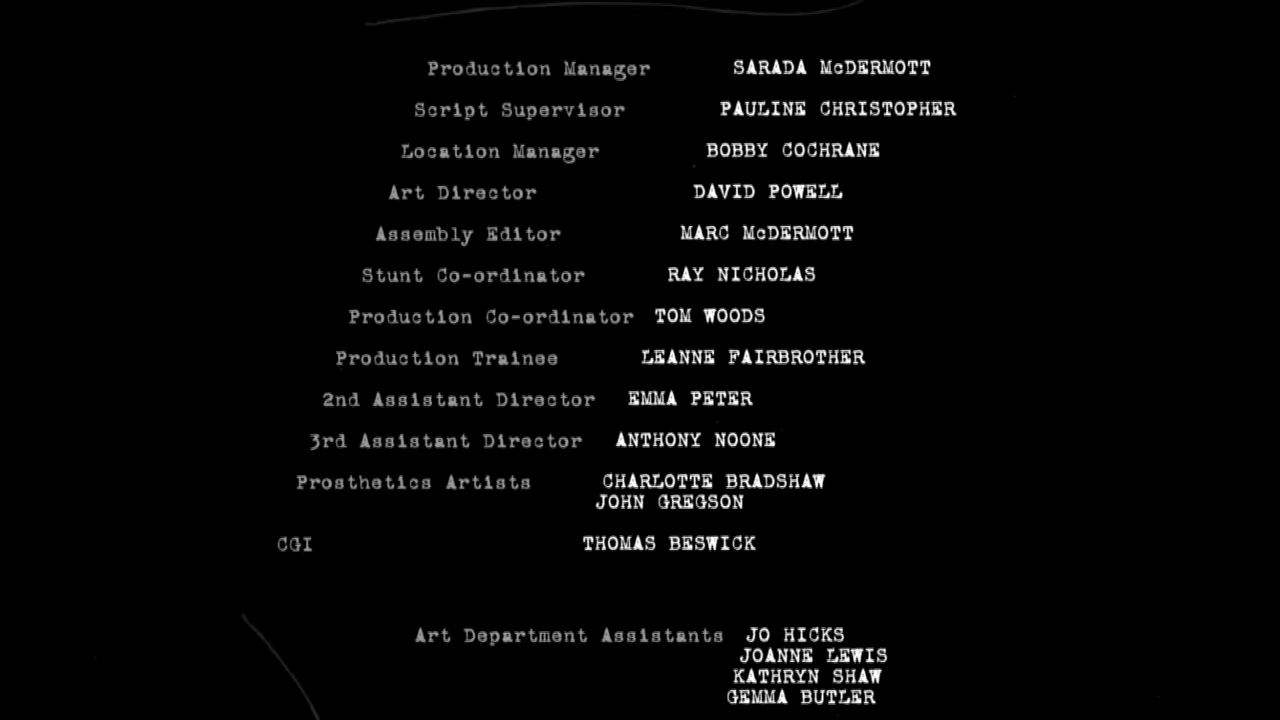 Production Manager SARADA McDERMOTT
Script Supervisor PAULINE CHRISTOPHER
Location Manager BOBBY COCHRANE
Art Director DAVID POWELL
Assembly Editor MARC McDERMOTT
Stunt Co-ordinator RAY NICHOLAS
Production Co-ordinator TOM WOODS
Production Trainee LEANNE FAIRBROTHER
2nd Assistant Director EMMA PETER
3rd Assistant Director ANTHONY NOONE
Prosthetics Artists CHARLOTTE BRADSHAW
JOHN GREGSON
CGI THOMAS BESWICK
Art Department Assistants JO HICKS
JOANNE LEWIS
KATHRYN SHAW
GEMMA BUTLER